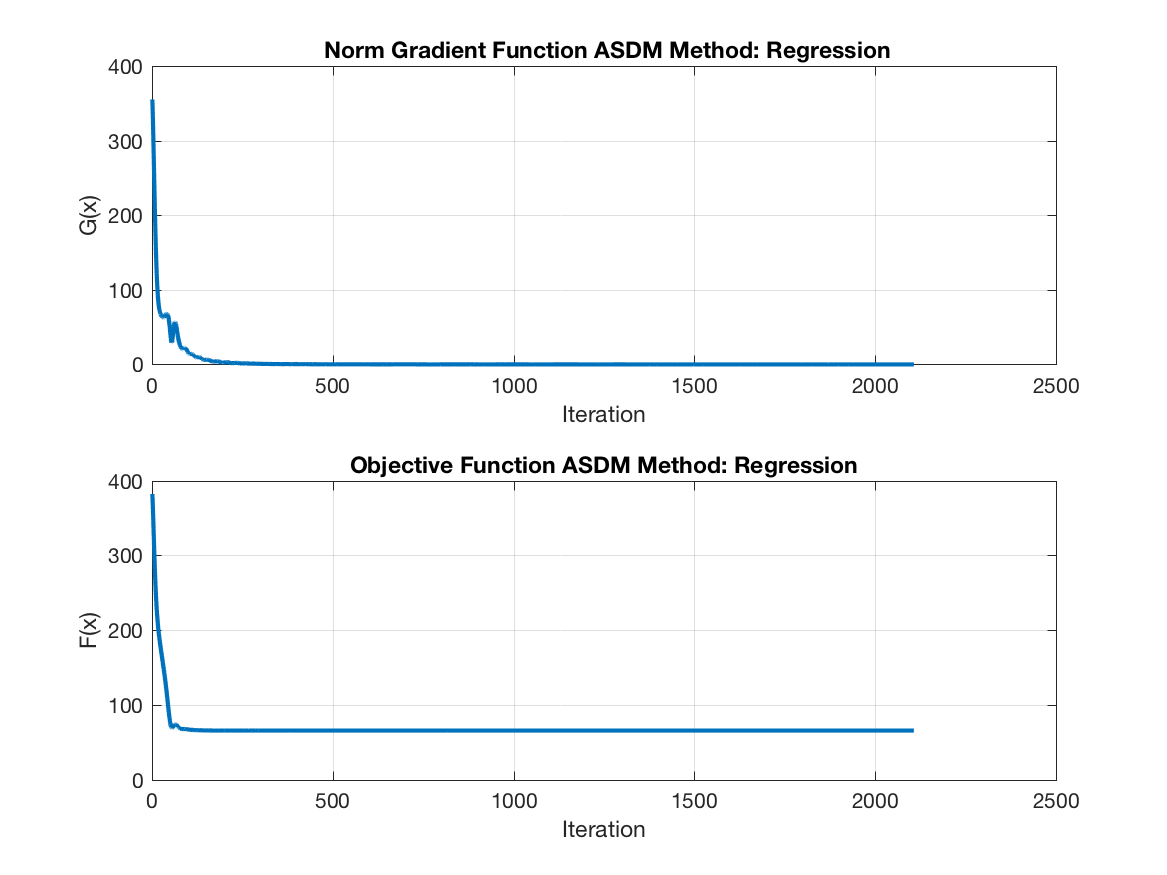 Norm Gradient Function ASDM Method: Regression
400
300
200
100
0
G(x)
0 500 1000 1500 2000 2500
Iteration
Objective Function ASDM Method: Regression
400
300
200
100
0
F(x)
0 500 1000 1500 2000 2500
Iteration